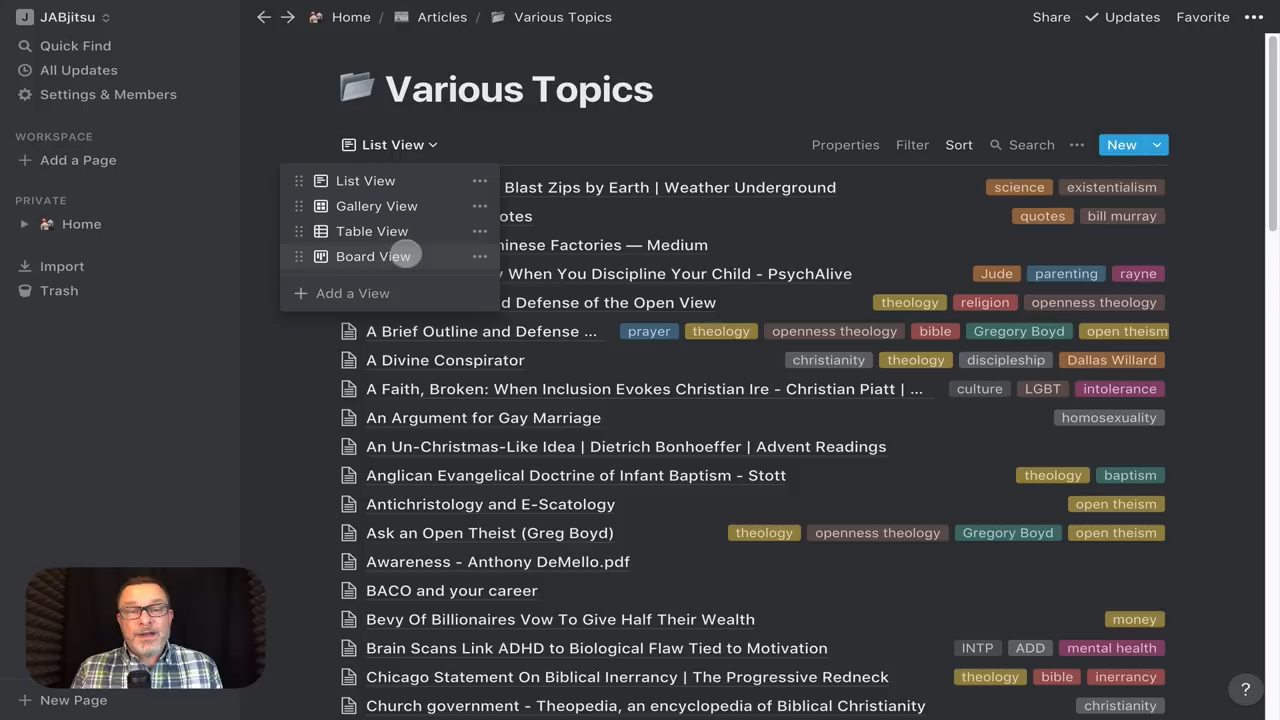 J JABjitsu
Quick Find
All Updates
Settings & Members
WORKSPACE
+ Add a Page
PRIVATE
Home
Import
Trash
+ New Page
Home / Articles / Various Topics
Share Updates Favorite •••
Various Topics
List View
Properties Filter Sort Search ••• New
List View •••
Gallery View •••
Table View •••
Board View •••
+ Add a View
Blast Zips by Earth | Weather Underground science existentialism
otes quotes bill murray
hinese Factories — Medium
When You Discipline Your Child - PsychAlive Jude parenting rayne
d Defense of the Open View theology religion openness theology
A Brief Outline and Defense ... prayer theology openness theology bible Gregory Boyd open theism
A Divine Conspirator christianity theology discipleship Dallas Willard
A Faith, Broken: When Inclusion Evokes Christian Ire - Christian Piatt | ... culture LGBT intolerance
An Argument for Gay Marriage homosexuality
An Un-Christmas-Like Idea | Dietrich Bonhoeffer | Advent Readings
Anglican Evangelical Doctrine of Infant Baptism - Stott theology baptism
Antichristology and E-Scatology open theism
Ask an Open Theist (Greg Boyd) theology openness theology Gregory Boyd open theism
Awareness - Anthony DeMello.pdf
BACO and your career
Bevy Of Billionaires Vow To Give Half Their Wealth money
Brain Scans Link ADHD to Biological Flaw Tied to Motivation INTP ADD mental health
Chicago Statement On Biblical Inerrancy | The Progressive Redneck theology bible inerrancy
Church government - Theopedia, an encyclopedia of Biblical Christianity christianity
?